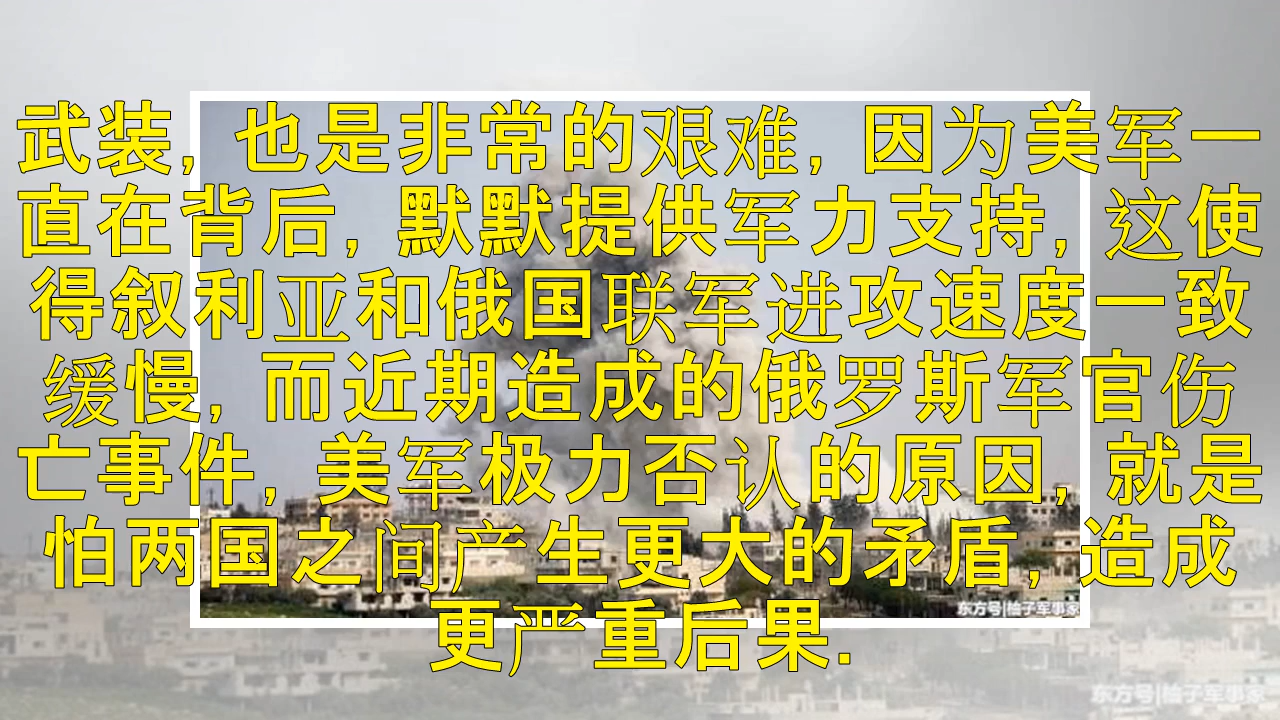 武装, 也是非常的艰难, 因为美军一
直在背后, 默默提供军力支持, 这使
得叙利亚和俄国联军进攻速度一致
缓慢, 而近期造成的俄罗斯军官伤
亡事件, 美军极力否认的原因, 就是
怕两国之间产生更大的矛盾, 造成
更严重后果.
东方号|柚子军事家
东方号|柚子军事家